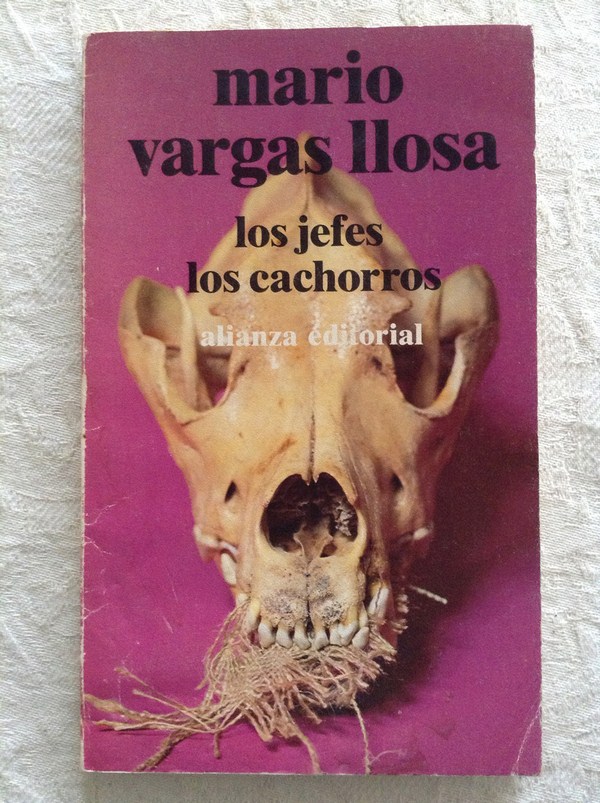 mario
vargas llosa
los jefes
los cachorros
alianza editorial